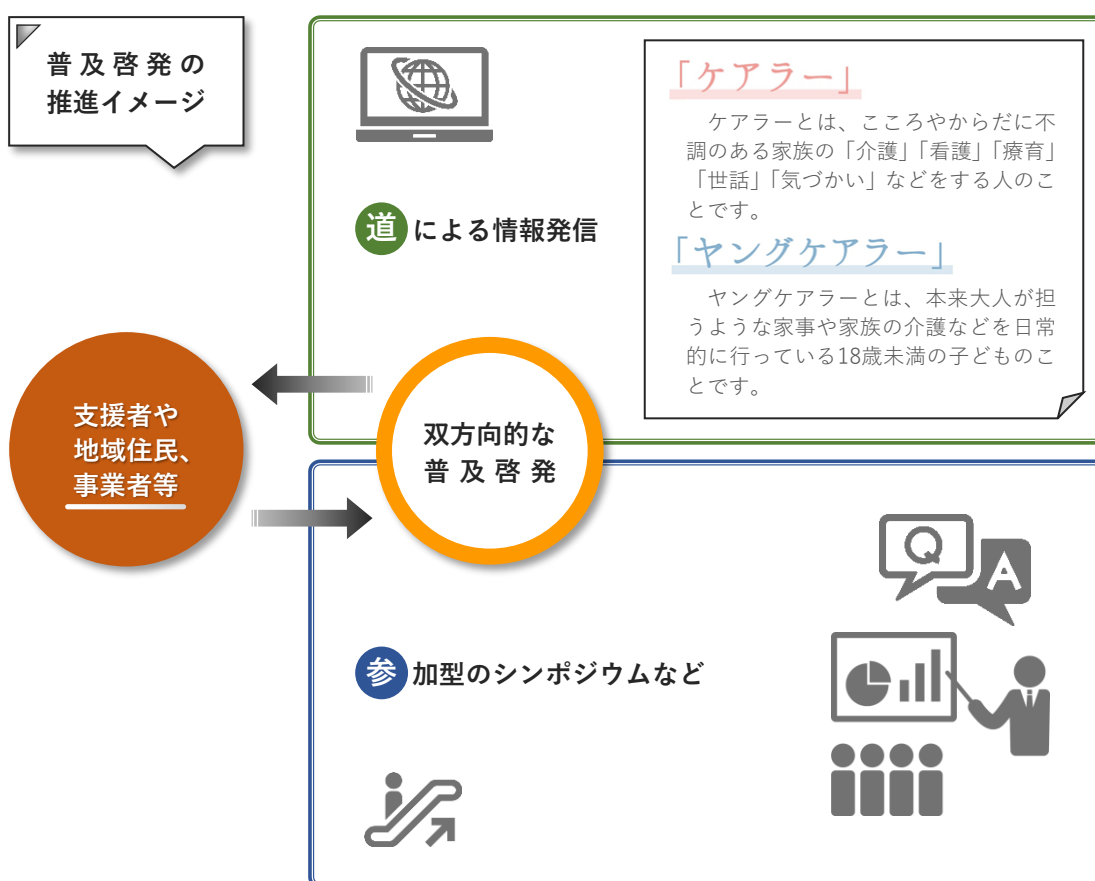 普及啓発の
推進イメージ
道による情報発信
「ケアラー」
ケアラーとは、こころやからだに不
調のある家族の「介護」「看護」「療育」
「世話」「気づかい」などをする人のこ
とです。
「ヤングケアラー」
ヤングケアラーとは、本来大人が担
うような家事や家族の介護などを日常
的に行っている18歳未満の子どものこ
とです。
支援者や
地域住民、
事業者等
双方向的な
普及啓発
Q
A
参加型のシンポジウムなど